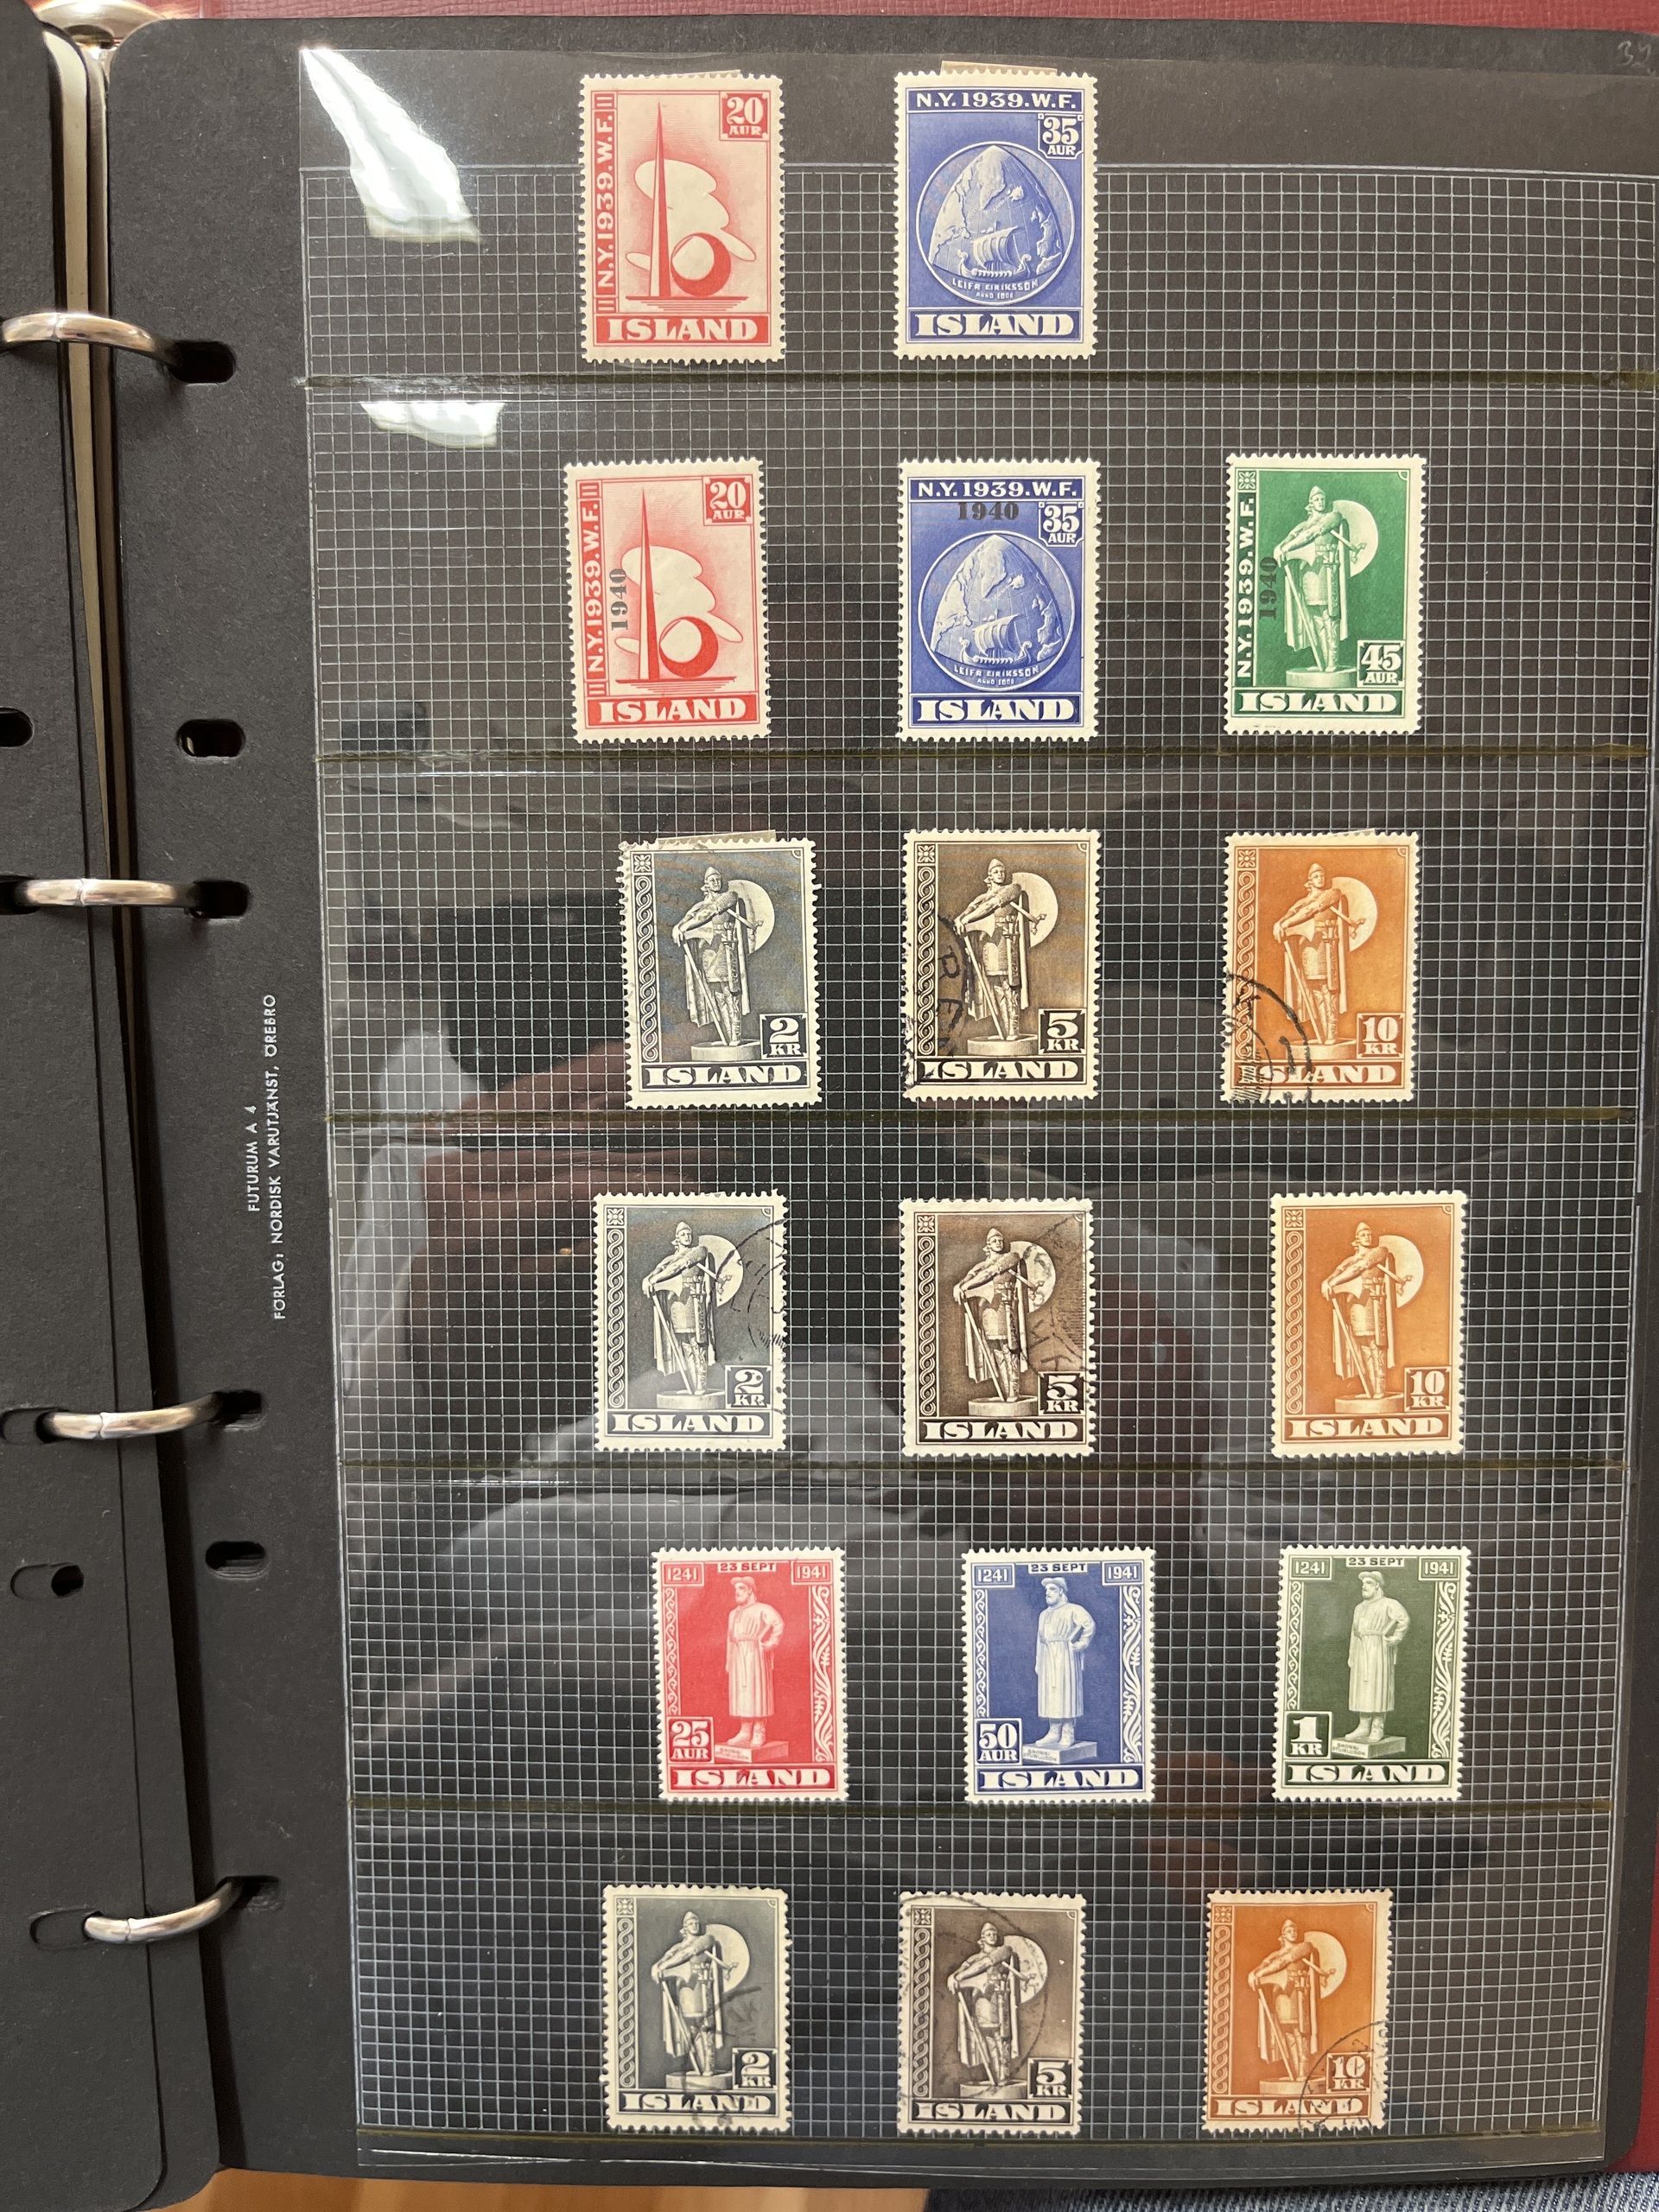 32
20
AUR
N.Y.1939.W.F.
ISLAND
N.Y.1939.W.F.
35
AUR
LEIFR EIRIKSSON
ISLAND
20
AUR
N.Y.1939.W.F.
1940
ISLAND
N.Y.1939.W.F.
1940
35
AUR
LEIFR EIRIKSSON
ISLAND
N.Y.1939.W.F.
1940
45
AUR
ISLAND
2
KR
ISLAND
5
KR
ISLAND
10
KR
ISLAND
FUTURUM A 4
FÖRLAG: NORDISK VARUTJÄNST, ÖREBRO
2
KR
ISLAND
5
KR
ISLAND
10
KR
ISLAND
23 SEPT
1241 1941
25
AUR
ISLAND
23 SEPT
1241 1941
50
AUR
ISLAND
23 SEPT
1241 1941
1
KR
ISLAND
2
KR
ISLAND
5
KR
ISLAND
10
KR
ISLAND